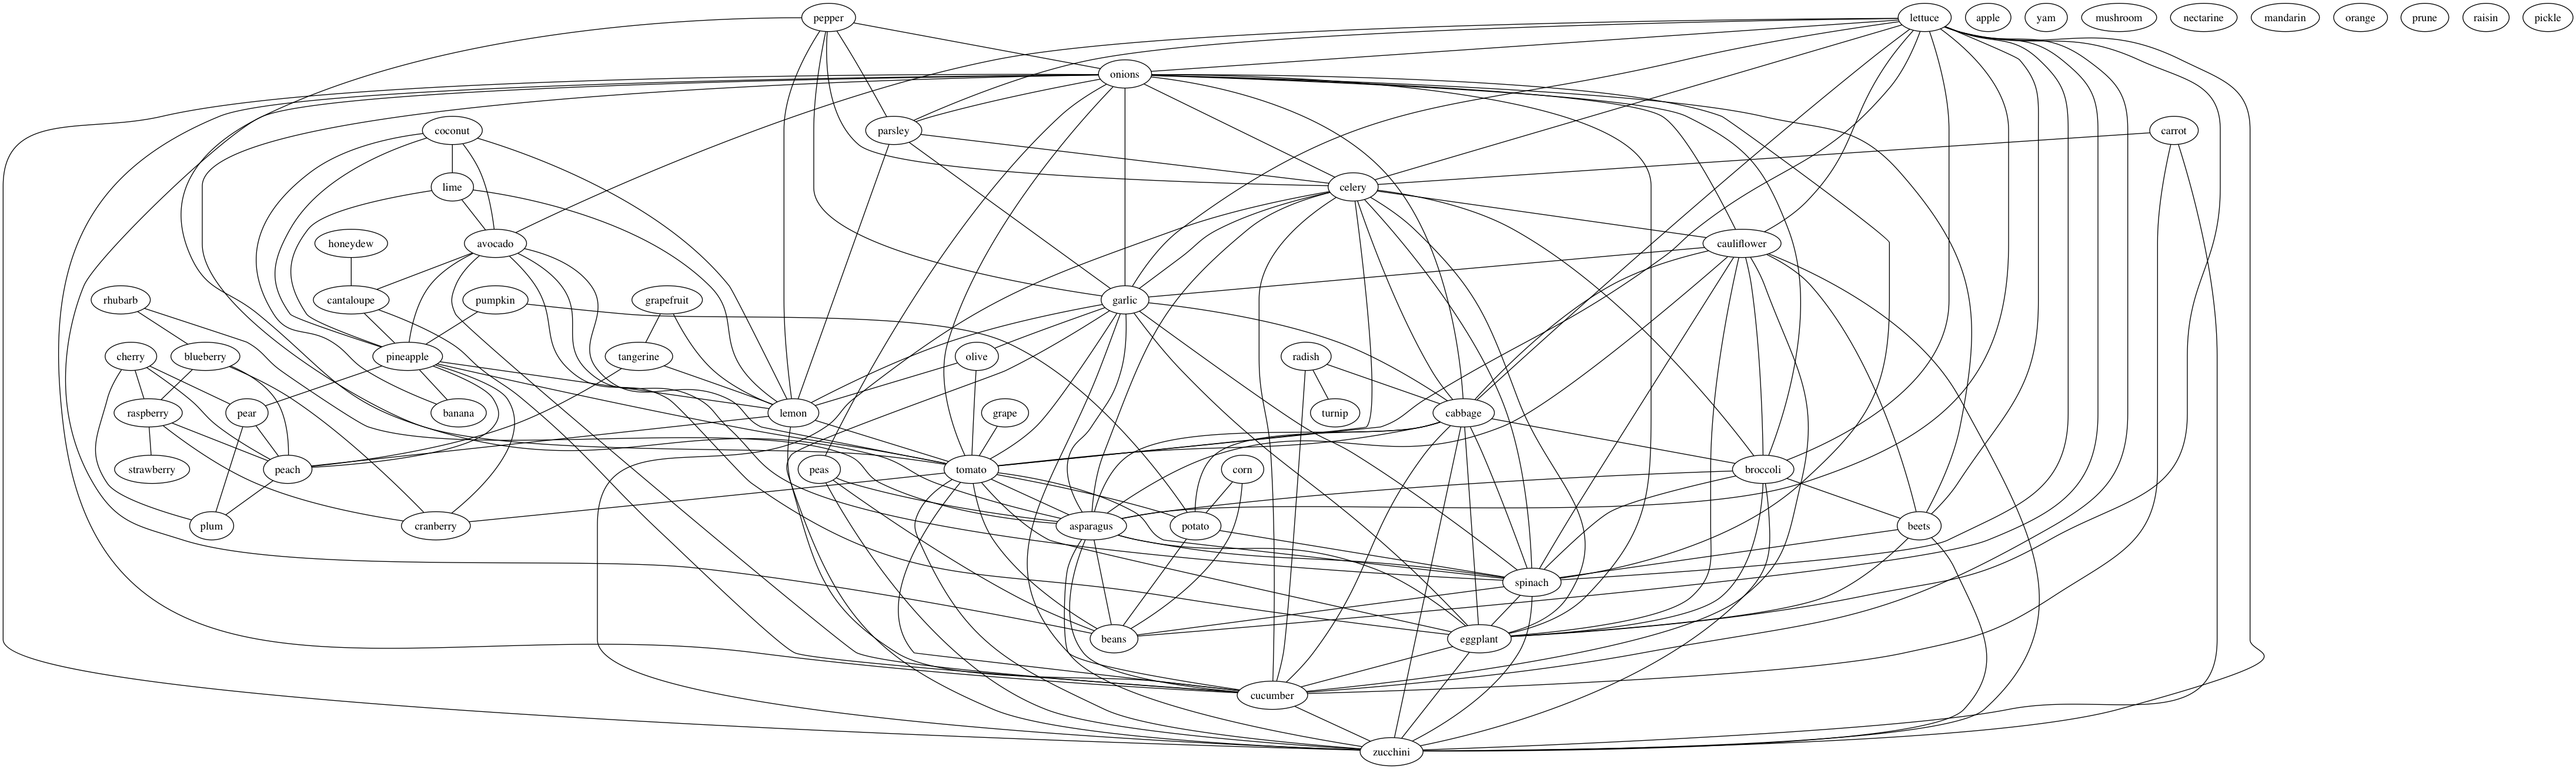 pepper
lettuce
apple
yam
mushroom
nectarine
mandarin
orange
prune
raisin
pickle
onions
coconut
parsley
carrot
lime
celery
honeydew
avocado
cauliflower
rhubarb
cantaloupe
pumpkin
grapefruit
garlic
cherry
blueberry
pineapple
tangerine
olive
radish
raspberry
pear
banana
lemon
grape
turnip
cabbage
strawberry
peach
peas
tomato
corn
broccoli
plum
cranberry
asparagus
potato
beets
spinach
beans
eggplant
cucumber
zucchini